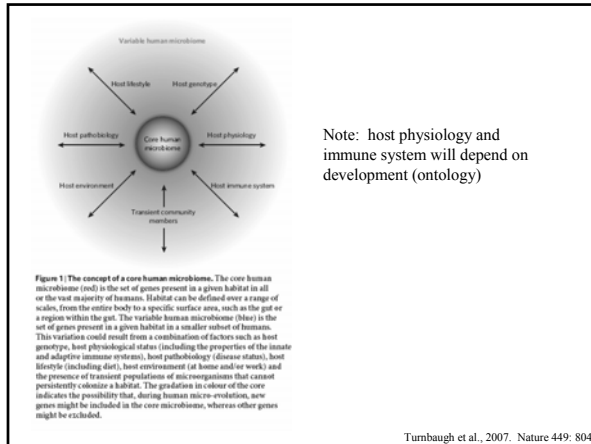 Variable human microbiome
Host lifestyle
Host genotype
Host pathobiology
Core human
microbiome
Host physiology
Host environment
Host immune system
Transient community
members
Note: host physiology and
immune system will depend on
development (ontology)
Figure 1 | The concept of a core human microbiome. The core human
microbiome (red) is the set of genes present in a given habitat in all
or the vast majority of humans. Habitat can be defined over a range of
scales, from the entire body to a specific surface area, such as the gut or
a region within the gut. The variable human microbiome (blue) is the
set of genes present in a given habitat in a smaller subset of humans.
This variation could result from a combination of factors such as host
genotype, host physiological status (including the properties of the innate
and adaptive immune systems), host pathobiology (disease status), host
lifestyle (including diet), host environment (at home and/or work) and
the presence of transient populations of microorganisms that cannot
persistently colonize a habitat. The gradation in colour of the core
indicates the possibility that, during human micro-evolution, new
genes might be included in the core microbiome, whereas other genes
might be excluded.
Turnbaugh et al., 2007. Nature 449: 804